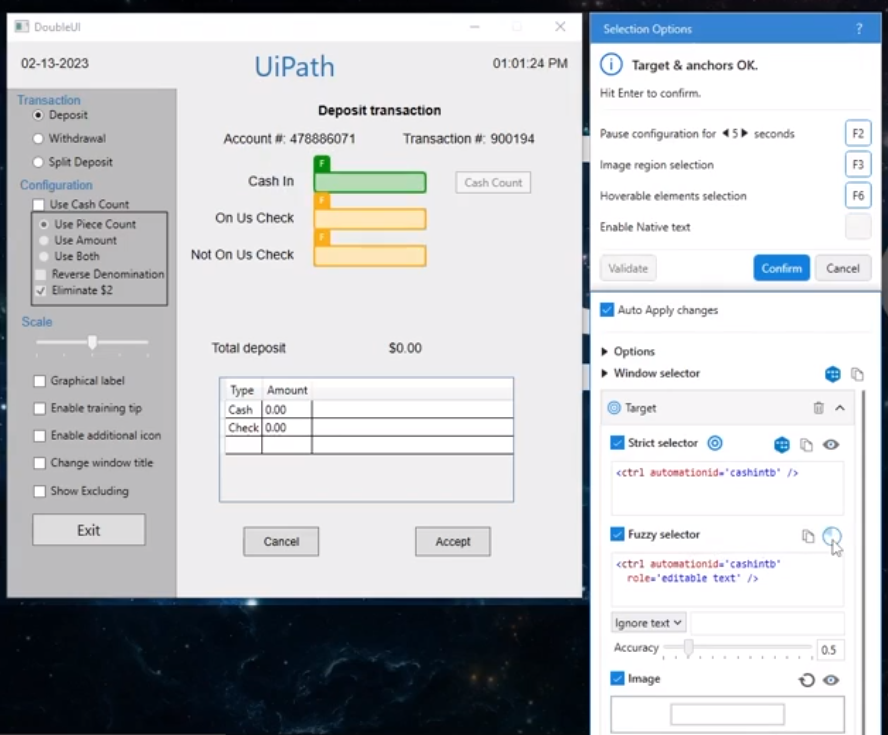 DoubleUI
02-13-2023
UiPath
01:01:24 PM
Transaction
Deposit
Withdrawal
Split Deposit
Configuration
Use Cash Count
Use Piece Count
Use Amount
Use Both
Reverse Denomination
Eliminate $2
Scale
Graphical label
Enable training tip
Enable additional icon
Change window title
Show Excluding
Exit
Deposit transaction
Account #: 478886071 Transaction #: 900194
F
Cash In
Cash Count
F
On Us Check
F
Not On Us Check
Total deposit $0.00
Type Amount
Cash 0.00
Check 0.00
Cancel Accept
Selection Options ?
Target & anchors OK.
Hit Enter to confirm.
Pause configuration for 5 seconds F2
Image region selection F3
Hoverable elements selection F6
Enable Native text
Validate Confirm Cancel
Auto Apply changes
Options
Window selector
Target
Strict selector
<ctrl automationid='cashintb' />
Fuzzy selector
<ctrl automationid='cashintb'
role='editable text' />
Ignore text
Accuracy 0.5
Image